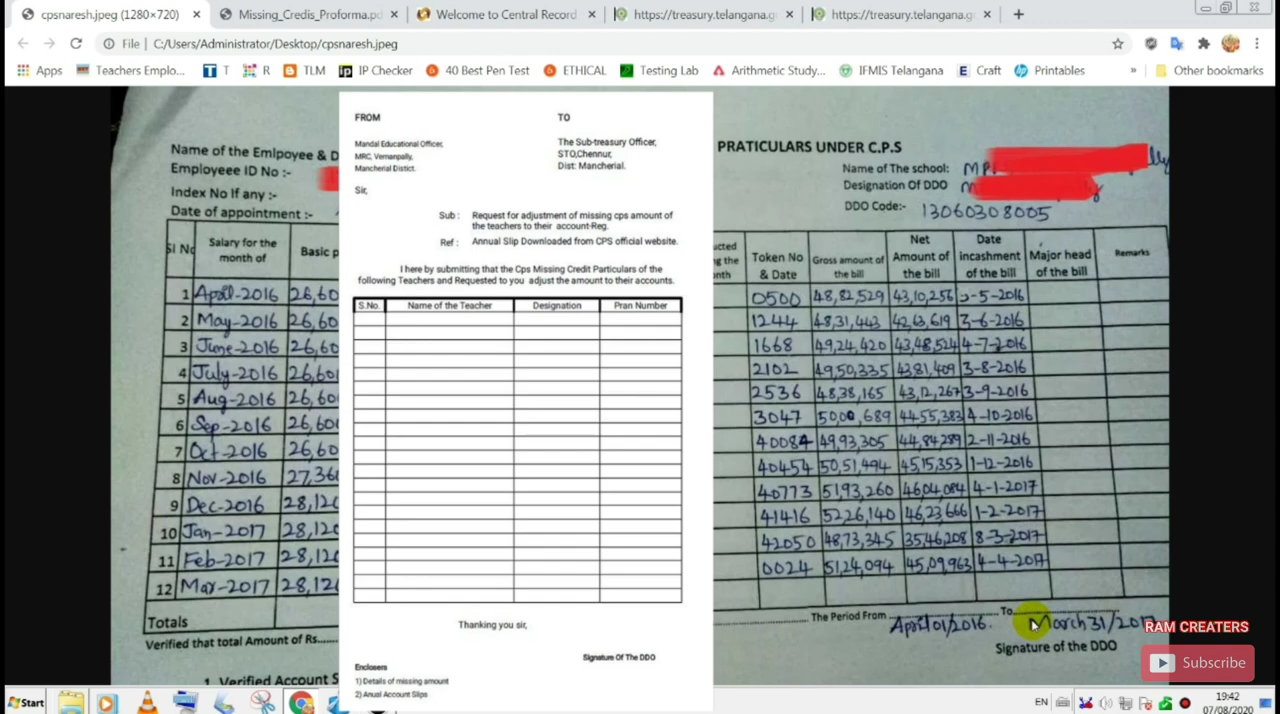 cpsnaresh.jpeg (1280×720)
Missing_Credis_Proforma.pd
Welcome to Central Record
https://treasury.telangana.g
https://treasury.telangana.g
File | C:/Users/Administrator/Desktop/cpsnaresh.jpeg
Apps Teachers Emplo... T R TLM IP Checker 40 Best Pen Test ETHICAL Testing Lab Arithmetic Study... IFMIS Telangana Craft Printables » Other bookmarks
Name of the Emlpoyee & D
Employeee ID No :-
Index No If any :-
Date of appointment :-
Sl No Salary for the month of Basic p
1 April-2016 26,60
2 May-2016 26,60
3 June-2016 26,60
4 July-2016 26,60
5 Aug-2016 26,60
6 Sep-2016 26,60
7 Oct-2016 26,60
8 Nov-2016 27,36
9 Dec-2016 28,12
10 Jan-2017 28,120
11 Feb-2017 28,120
12 Mar-2017 28,12
Totals
Verified that total Amount of Rs.....
1. Verified Account S
FROM TO
Mandal Educational Officer,
MRC, Vemanpally,
Mancherial Distict.
The Sub-treasury Officer,
STO,Chennur,
Dist: Mancherial.
Sir,
Sub : Request for adjustment of missing cps amount of
the teachers to their account-Reg.
Ref : Annual Slip Downloaded from CPS official website.
I here by submitting that the Cps Missing Credit Particulars of the
following Teachers and Requested to you adjust the amount to their accounts.
S.No. Name of the Teacher Designation Pran Number
Thanking you sir,
Signature Of The DDO
Enclosers
1) Details of missing amount
2) Anual Account Slips
PRATICULARS UNDER C.P.S
Name of The school:
Designation Of DDO
DDO Code:- 13060308005
ucted
ng the
nth
Token No & Date Gross amount of the bill Net Amount of the bill Date incashment of the bill Major head of the bill Remarks
0500 48,82,529 43,10,256 -5-2016
1244 48,31,443 42,63,619 3-6-2016
1668 49,24,420 43,48,524 4-7-2016
2102 49,50,335 43,81,409 3-8-2016
2536 48,38,165 43,12,267 3-9-2016
3047 50,00,689 44,55,383 4-10-2016
40084 49,93,305 44,84,289 2-11-2016
40454 50,51,494 45,15,353 1-12-2016
40773 51,93,260 46,04,084 4-1-2017
41416 52,26,140 46,23,666 1-2-2017
42050 48,73,345 35,46,208 8-3-2017
0024 51,24,094 45,09,963 4-4-2017
The Period From April 01/2016. To March 31/201
Signature of the DDO
RAM CREATERS
Subscribe
Start
EN
19:42
07/08/2020